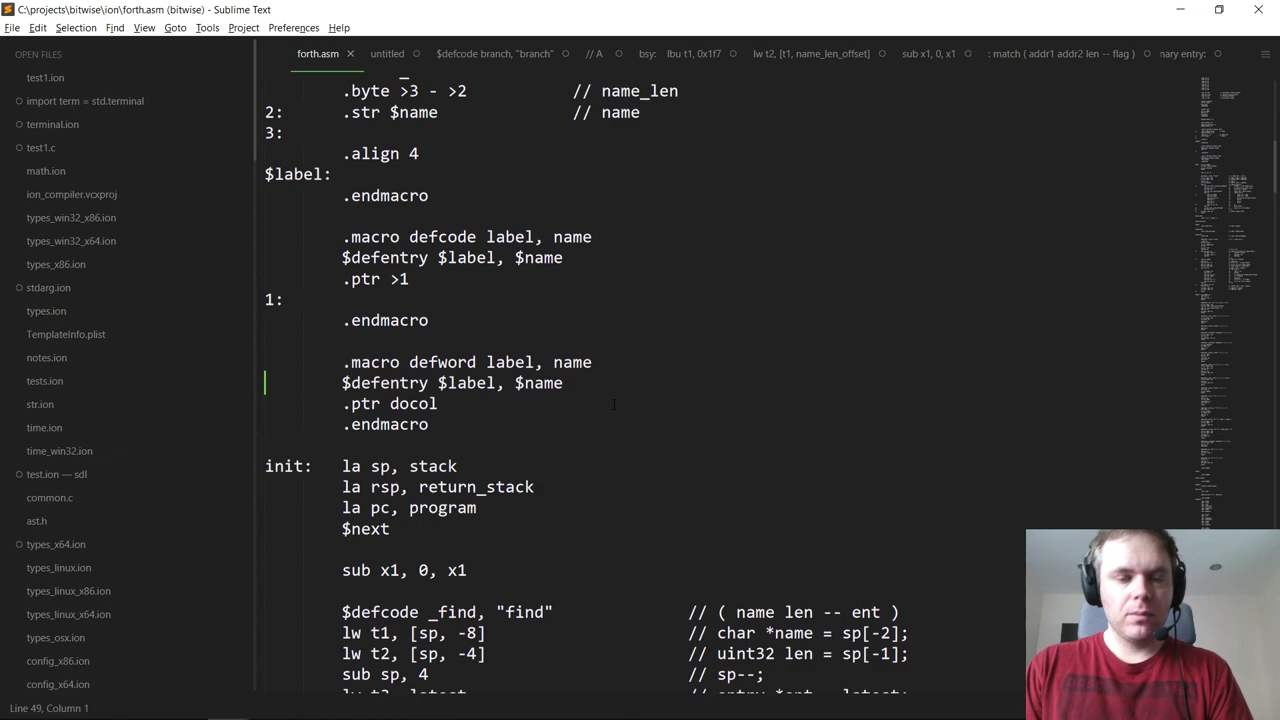 C:\projects\bitwise\ion\forth.asm (bitwise) - Sublime Text
File Edit Selection Find View Goto Tools Project Preferences Help
OPEN FILES
forth.asm untitled $defcode branch, "branch" // A bsy: lbu t1, 0x1f7 lw t2, [t1, name_len_offset] sub x1, 0, x1 : match ( addr1 addr2 len -- flag ) nary entry:
test1.ion
import term = std.terminal
terminal.ion
test1.c
math.ion
ion_compiler.vcxproj
types_win32_x86.ion
types_win32_x64.ion
types_x86.ion
stdarg.ion
types.ion
TemplateInfo.plist
notes.ion
tests.ion
str.ion
time.ion
time_win32.ion
test.ion — sdl
common.c
ast.h
types_x64.ion
types_linux.ion
types_linux_x86.ion
types_linux_x64.ion
types_osx.ion
config_x86.ion
config_x64.ion
.byte >3 - >2 // name_len
2: .str $name // name
3:
.align 4
$label:
.endmacro
.macro defcode label, name
$defentry $label, $name
.ptr >1
1:
.endmacro
.macro defword label, name
$defentry $label, $name
.ptr docol
.endmacro
init: la sp, stack
la rsp, return_stack
la pc, program
$next
sub x1, 0, x1
$defcode _find, "find" // ( name len -- ent )
lw t1, [sp, -8] // char *name = sp[-2];
lw t2, [sp, -4] // uint32 len = sp[-1];
sub sp, 4 // sp--;
Line 49, Column 1